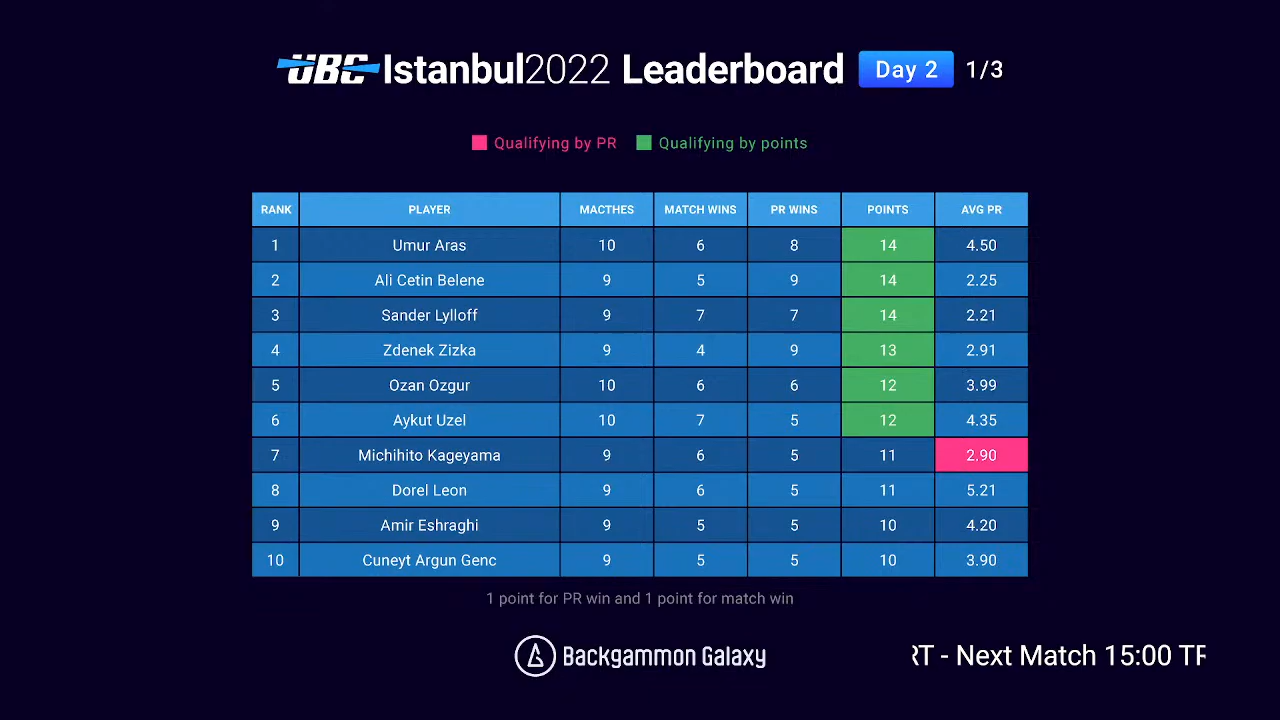 UBC Istanbul2022 Leaderboard Day 2 1/3
Qualifying by PR Qualifying by points
RANK PLAYER MACTHES MATCH WINS PR WINS POINTS AVG PR
1 Umur Aras 10 6 8 14 4.50
2 Ali Cetin Belene 9 5 9 14 2.25
3 Sander Lylloff 9 7 7 14 2.21
4 Zdenek Zizka 9 4 9 13 2.91
5 Ozan Ozgur 10 6 6 12 3.99
6 Aykut Uzel 10 7 5 12 4.35
7 Michihito Kageyama 9 6 5 11 2.90
8 Dorel Leon 9 6 5 11 5.21
9 Amir Eshraghi 9 5 5 10 4.20
10 Cuneyt Argun Genc 9 5 5 10 3.90
1 point for PR win and 1 point for match win
Backgammon Galaxy
RT - Next Match 15:00 TR